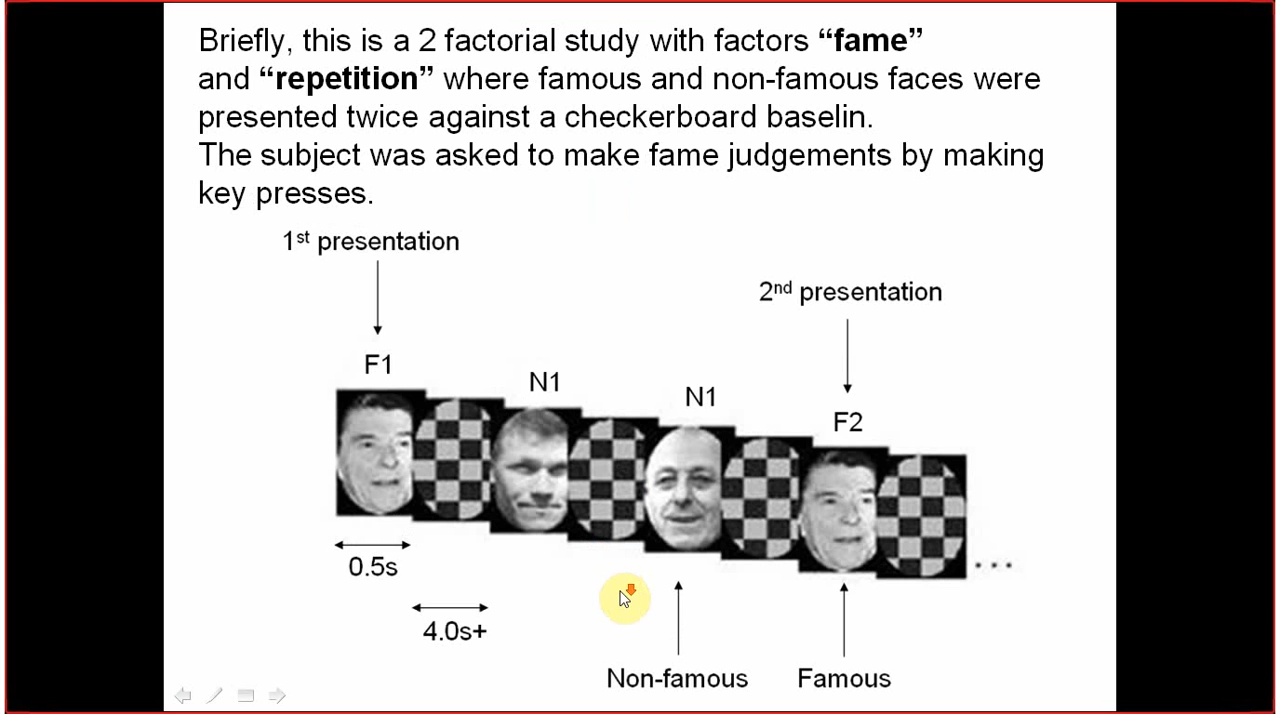 Briefly, this is a 2 factorial study with factors “fame”
and “repetition” where famous and non-famous faces were
presented twice against a checkerboard baselin.
The subject was asked to make fame judgements by making
key presses.
1st presentation
2nd presentation
F1
N1
N1
F2
...
0.5s
4.0s+
Non-famous
Famous